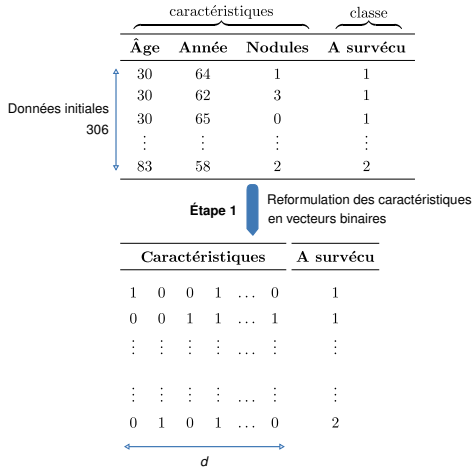 caractéristiques classe
Âge Année Nodules A survécu
30 64 1 1
30 62 3 1
30 65 0 1
⋮ ⋮ ⋮ ⋮
83 58 2 2
Données initiales
306
Étape 1
Reformulation des caractéristiques
en vecteurs binaires
Caractéristiques A survécu
1 0 0 1 ... 0 1
0 0 1 1 ... 1 1
⋮ ⋮ ⋮ ⋮ ... ⋮ ⋮
⋮ ⋮ ⋮ ⋮ ... ⋮ ⋮
0 1 0 1 ... 0 2
d